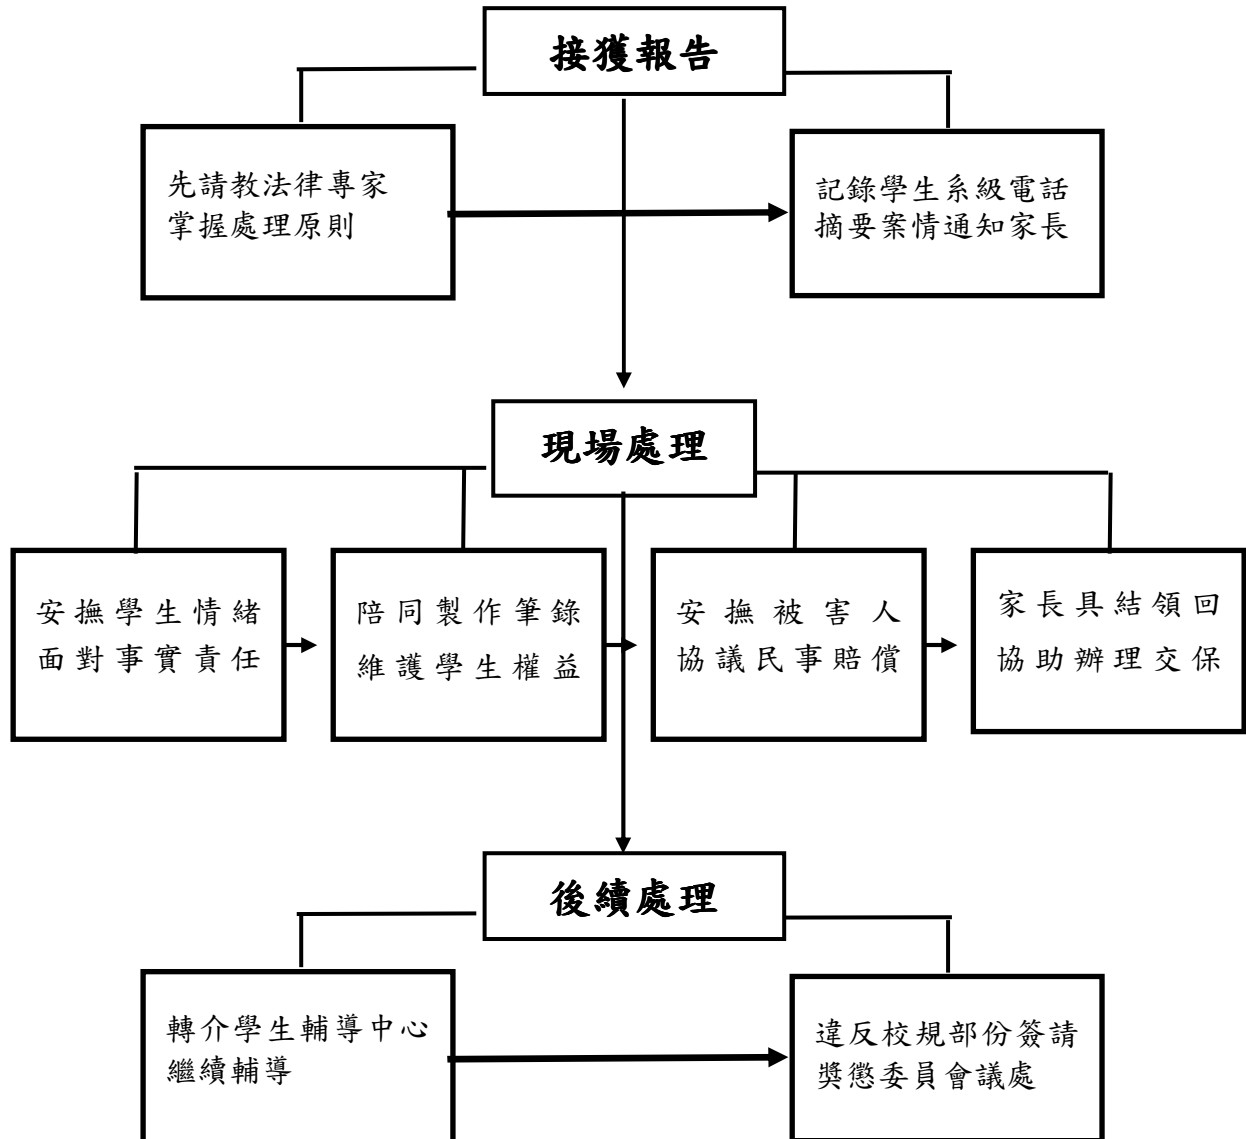 接獲報告
先請教法律專家
掌握處理原則
記錄學生系級電話
摘要案情通知家長
現場處理
安撫學生情緒
面對事實責任
陪同製作筆錄
維護學生權益
安撫被害人
協議民事賠償
家長具結領回
協助辦理交保
後續處理
轉介學生輔導中心
繼續輔導
違反校規部份簽請
獎懲委員會議處